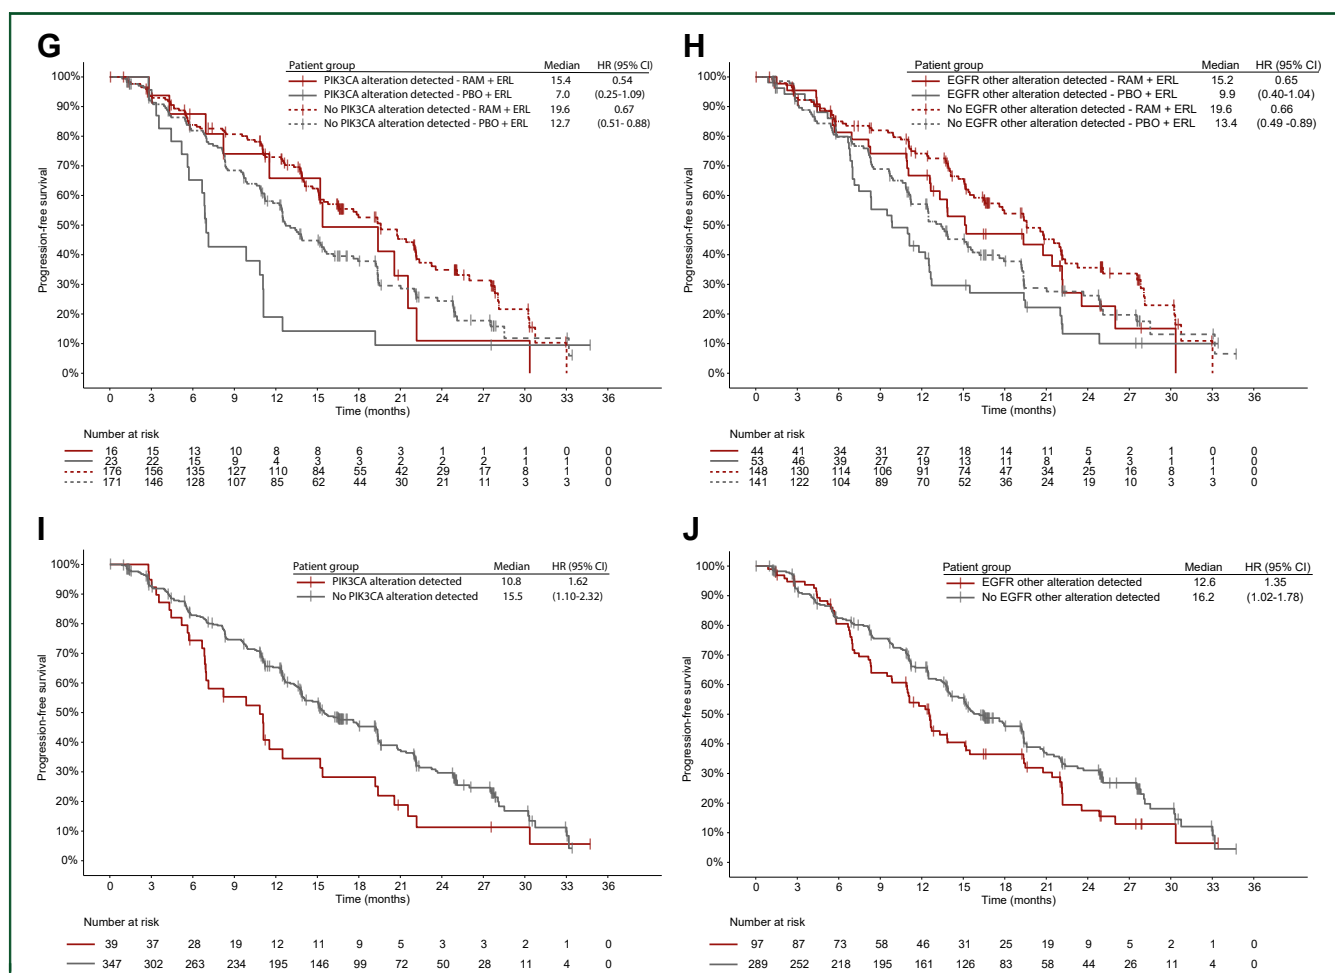 G
Patient group Median HR (95% CI)
PIK3CA alteration detected - RAM + ERL 15.4 0.54
PIK3CA alteration detected - PBO + ERL 7.0 (0.25-1.09)
No PIK3CA alteration detected - RAM + ERL 19.6 0.67
No PIK3CA alteration detected - PBO + ERL 12.7 (0.51- 0.88)
Progression-free survival
100%
90%
80%
70%
60%
50%
40%
30%
20%
10%
0%
0 3 6 9 12 15 18 21 24 27 30 33 36
Time (months)
Number at risk
16 15 13 10 8 8 6 3 1 1 1 0 0
23 22 15 9 4 3 3 2 2 2 1 1 0
176 156 135 127 110 84 55 42 29 17 8 1 0
171 146 128 107 85 62 44 30 21 11 3 3 0
H
Patient group Median HR (95% CI)
EGFR other alteration detected - RAM + ERL 15.2 0.65
EGFR other alteration detected - PBO + ERL 9.9 (0.40-1.04)
No EGFR other alteration detected - RAM + ERL 19.6 0.66
No EGFR other alteration detected - PBO + ERL 13.4 (0.49 -0.89)
Progression-free survival
100%
90%
80%
70%
60%
50%
40%
30%
20%
10%
0%
0 3 6 9 12 15 18 21 24 27 30 33 36
Time (months)
Number at risk
44 41 34 31 27 18 14 11 5 2 1 0 0
53 46 39 27 19 13 11 8 4 3 1 1 0
148 130 114 106 91 74 47 34 25 16 8 1 0
141 122 104 89 70 52 36 24 19 10 3 3 0
I
Patient group Median HR (95% CI)
PIK3CA alteration detected 10.8 1.62
No PIK3CA alteration detected 15.5 (1.10-2.32)
Progression-free survival
100%
90%
80%
70%
60%
50%
40%
30%
20%
10%
0%
0 3 6 9 12 15 18 21 24 27 30 33 36
Time (months)
Number at risk
39 37 28 19 12 11 9 5 3 3 2 1 0
347 302 263 234 195 146 99 72 50 28 11 4 0
J
Patient group Median HR (95% CI)
EGFR other alteration detected 12.6 1.35
No EGFR other alteration detected 16.2 (1.02-1.78)
Progression-free survival
100%
90%
80%
70%
60%
50%
40%
30%
20%
10%
0%
0 3 6 9 12 15 18 21 24 27 30 33 36
Time (months)
Number at risk
97 87 73 58 46 31 25 19 9 5 2 1 0
289 252 218 195 161 126 83 58 44 26 11 4 0